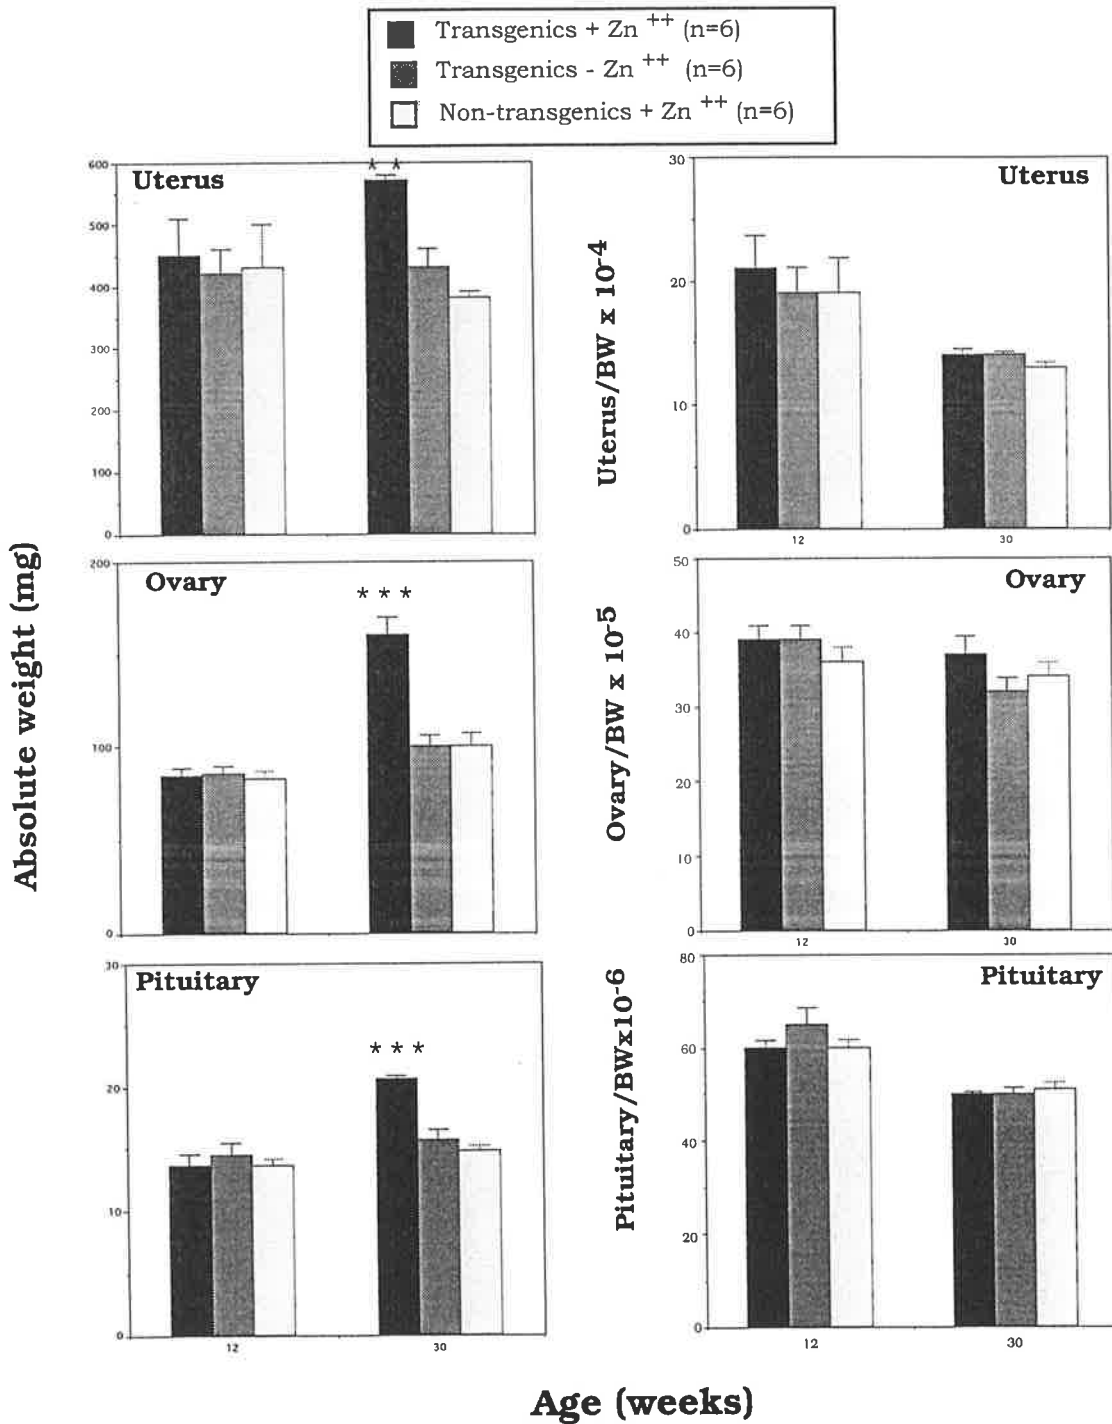 Transgenics + Zn ++ (n=6)
Transgenics - Zn ++ (n=6)
Non-transgenics + Zn ++ (n=6)
Absolute weight (mg)
Uterus
* *
600
500
400
300
200
100
0
Uterus/BW x 10-4
Uterus
30
20
10
0
12 30
Ovary
* * *
200
100
0
Ovary/BW x 10-5
Ovary
50
40
30
20
10
0
12 30
Pituitary
* * *
30
20
10
0
12 30
Pituitary/BWx10-6
Pituitary
80
60
40
20
0
12 30
Age (weeks)